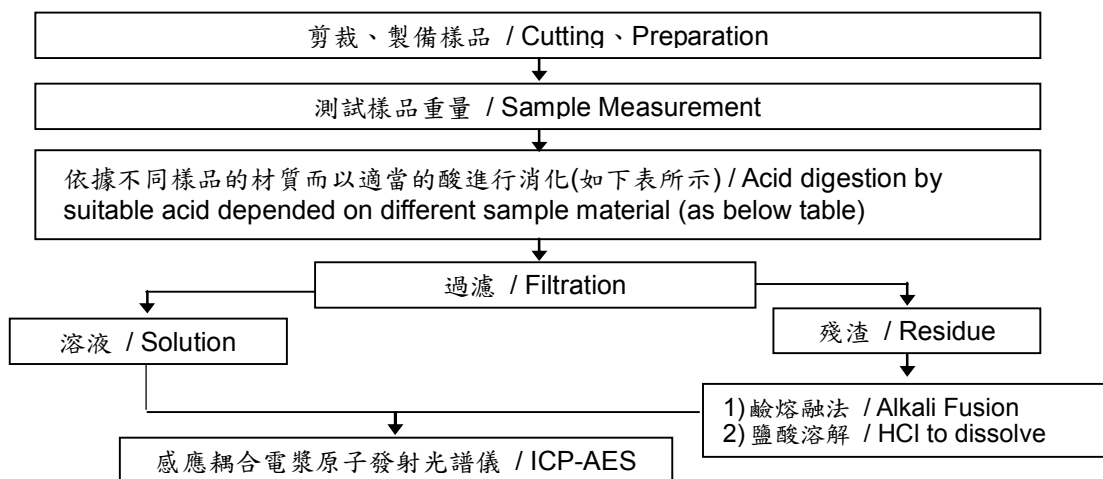 剪裁、製備樣品 / Cutting、Preparation
測試樣品重量 / Sample Measurement
依據不同樣品的材質而以適當的酸進行消化(如下表所示) / Acid digestion by
suitable acid depended on different sample material (as below table)
過濾 / Filtration
溶液 / Solution
殘渣 / Residue
1) 鹼熔融法 / Alkali Fusion
2) 鹽酸溶解 / HCl to dissolve
感應耦合電漿原子發射光譜儀 / ICP-AES